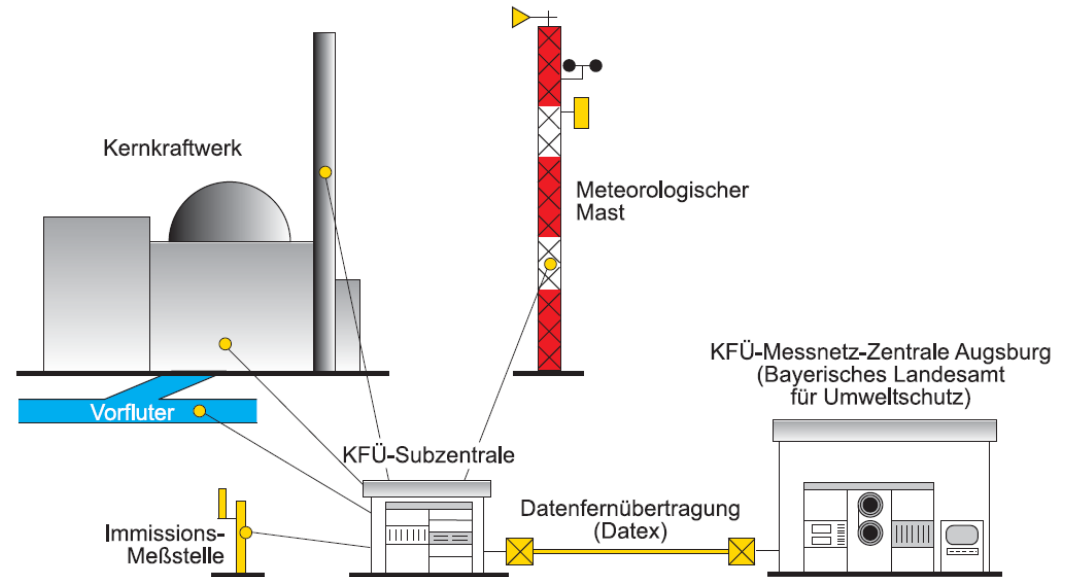 Kernkraftwerk
Meteorologischer
Mast
KFÜ-Messnetz-Zentrale Augsburg
(Bayerisches Landesamt
für Umweltschutz)
Vorfluter
KFÜ-Subzentrale
Datenfernübertragung
(Datex)
Immissions-
Meßstelle